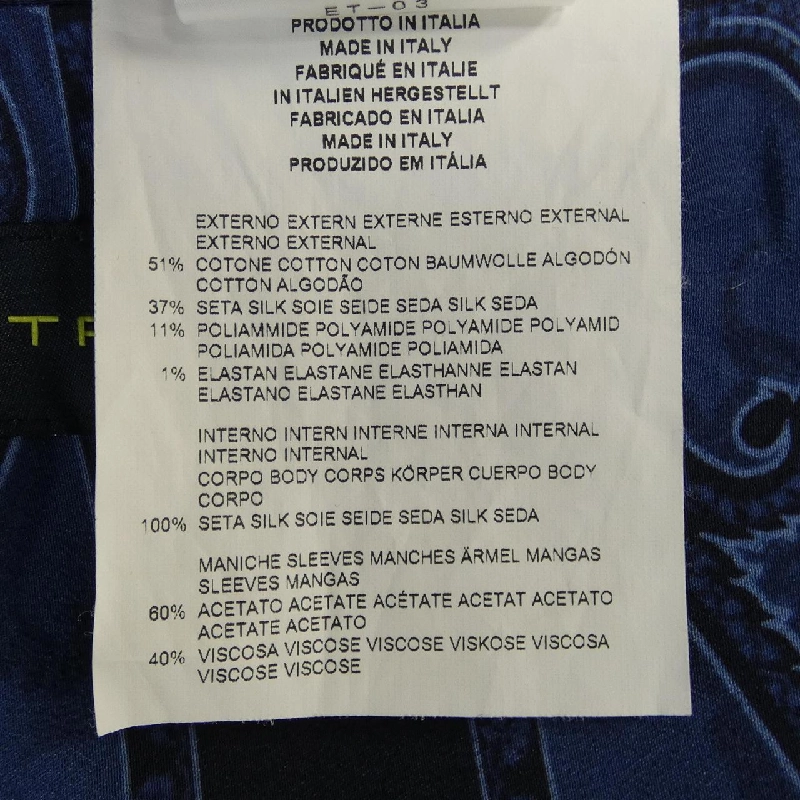 ET-03
PRODOTTO IN ITALIA
MADE IN ITALY
FABRIQUÉ EN ITALIE
IN ITALIEN HERGESTELLT
FABRICADO EN ITALIA
MADE IN ITALY
PRODUZIDO EM ITÁLIA
EXTERNO EXTERN EXTERNE ESTERNO EXTERNAL
EXTERNO EXTERNAL
51% COTONE COTTON COTON BAUMWOLLE ALGODÓN
COTTON ALGODÃO
37% SETA SILK SOIE SEIDE SEDA SILK SEDA
11% POLIAMMIDE POLYAMIDE POLYAMIDE POLYAMID
POLIAMIDA POLYAMIDE POLIAMIDA
1% ELASTAN ELASTANE ELASTHANNE ELASTAN
ELASTANO ELASTANE ELASTHAN
INTERNO INTERN INTERNE INTERNA INTERNAL
INTERNO INTERNAL
CORPO BODY CORPS KÖRPER CUERPO BODY
CORPO
100% SETA SILK SOIE SEIDE SEDA SILK SEDA
MANICHE SLEEVES MANCHES ÄRMEL MANGAS
SLEEVES MANGAS
60% ACETATO ACETATE ACÉTATE ACETAT ACETATO
ACETATE ACETATO
40% VISCOSA VISCOSE VISCOSE VISKOSE VISCOSA
VISCOSE VISCOSE